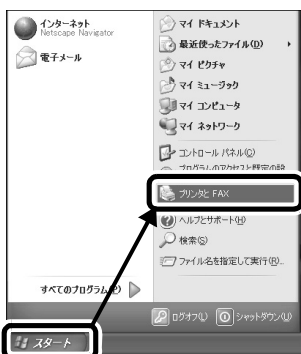 インターネット
Netscape Navigator
電子メール
すべてのプログラム(P)
マイ ドキュメント
最近使ったファイル(D)
マイ ピクチャ
マイ ミュージック
マイ コンピュータ
マイ ネットワーク
コントロール パネル(C)
プログラムのアクセスと既定の設
プリンタと FAX
ヘルプとサポート(H)
検索(S)
ファイル名を指定して実行(R)...
ログオフ(L)
シャットダウン(U)
スタート